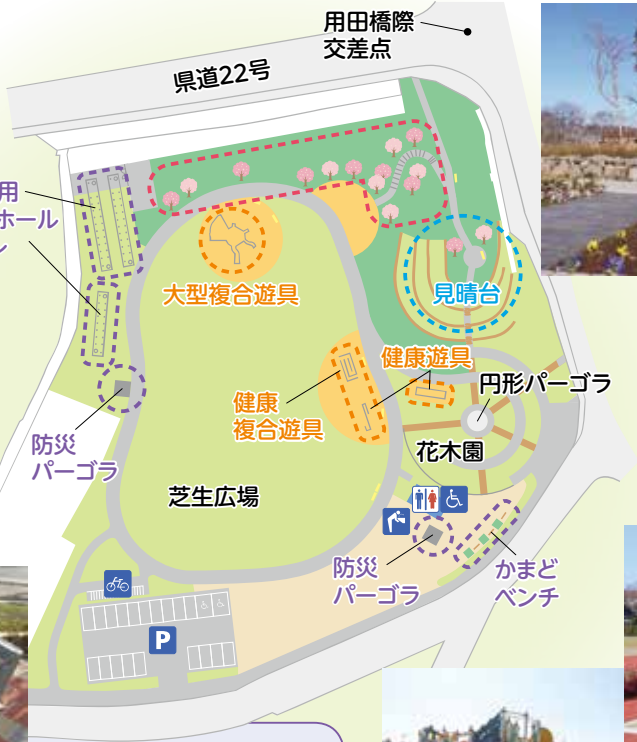 用田橋際
交差点
県道22号
用
ホール
大型複合遊具
見晴台
健康遊具
円形パーゴラ
健康
複合遊具
花木園
防災
パーゴラ
芝生広場
防災
パーゴラ
かまど
ベンチ
P